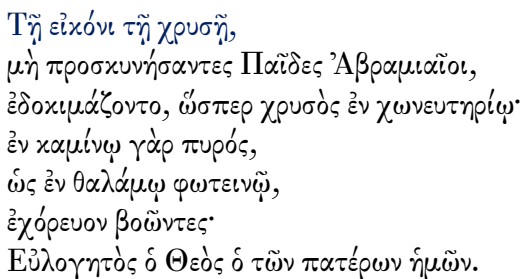 Τῇ εἰκόνι τῇ χρυσῇ,
μὴ προσκυνήσαντες Παῖδες Ἀβραμιαῖοι,
ἐδοκιμάζοντο, ὥσπερ χρυσὸς ἐν χωνευτηρίῳ·
ἐν καμίνῳ γὰρ πυρός,
ὡς ἐν θαλάμῳ φωτεινῷ,
ἐχόρευον βοῶντες·
Εὐλογητὸς ὁ Θεὸς ὁ τῶν πατέρων ἡμῶν.